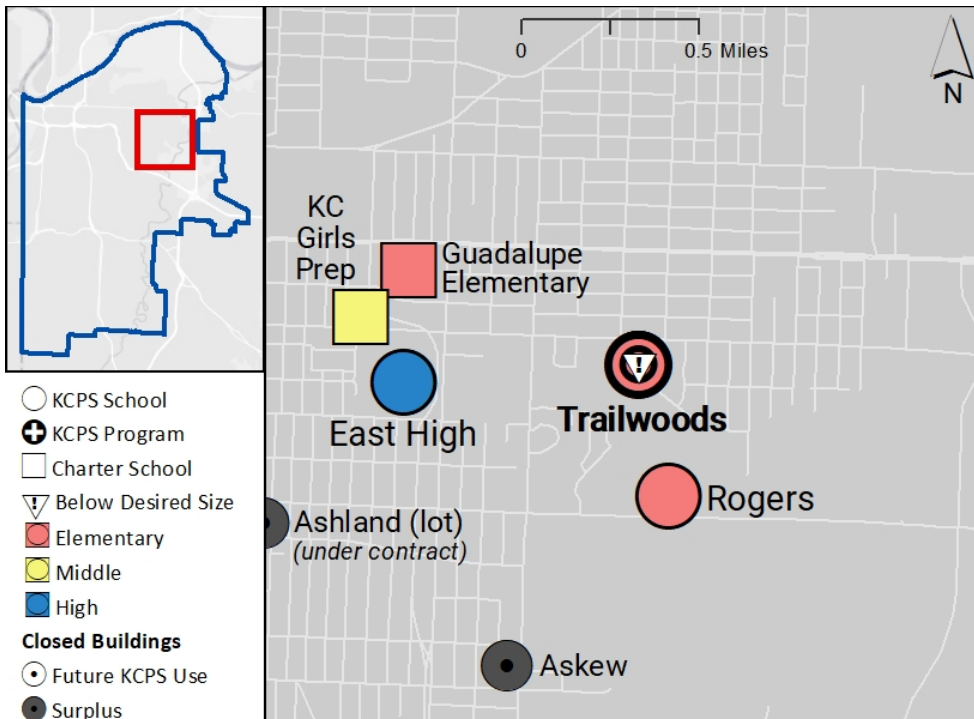 0 0.5 Miles
N
KC
Girls
Prep
Guadalupe
Elementary
Trailwoods
East High
Rogers
Ashland (lot)
(under contract)
Askew
KCPS School
KCPS Program
Charter School
Below Desired Size
Elementary
Middle
High
Closed Buildings
Future KCPS Use
Surplus